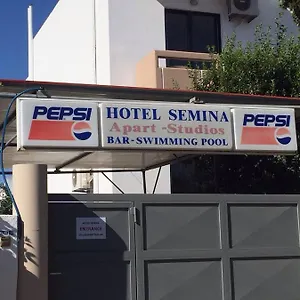 PEPSI
HOTEL SEMINA
Apart-Studios
BAR-SWIMMING POOL
PEPSI